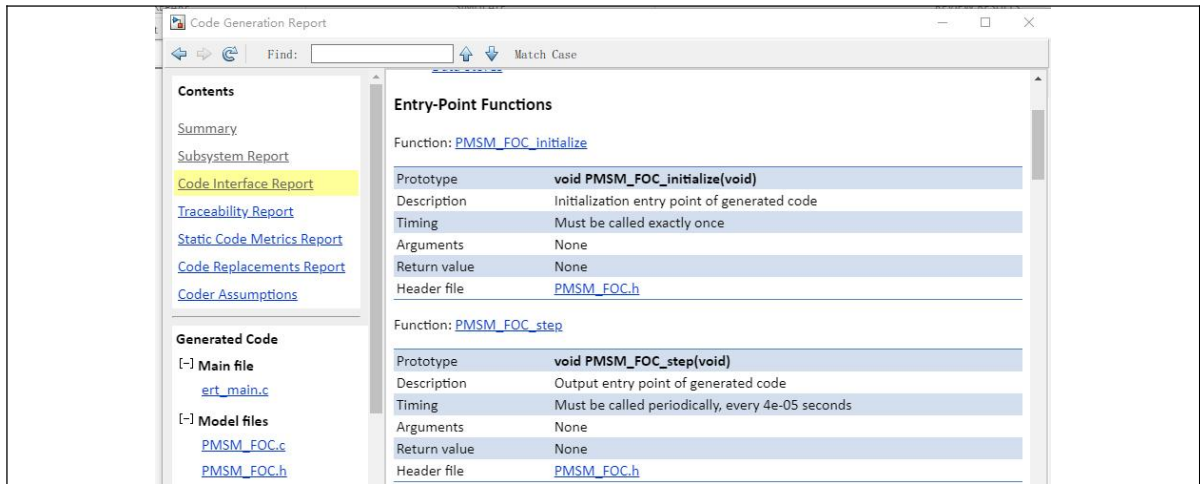 Code Generation Report
Find:
Match Case
Contents
Summary
Subsystem Report
Code Interface Report
Traceability Report
Static Code Metrics Report
Code Replacements Report
Coder Assumptions
Generated Code
[-] Main file
ert_main.c
[-] Model files
PMSM_FOC.c
PMSM_FOC.h
Entry-Point Functions
Function: PMSM_FOC_initialize
Prototype void PMSM_FOC_initialize(void)
Description Initialization entry point of generated code
Timing Must be called exactly once
Arguments None
Return value None
Header file PMSM_FOC.h
Function: PMSM_FOC_step
Prototype void PMSM_FOC_step(void)
Description Output entry point of generated code
Timing Must be called periodically, every 4e-05 seconds
Arguments None
Return value None
Header file PMSM_FOC.h